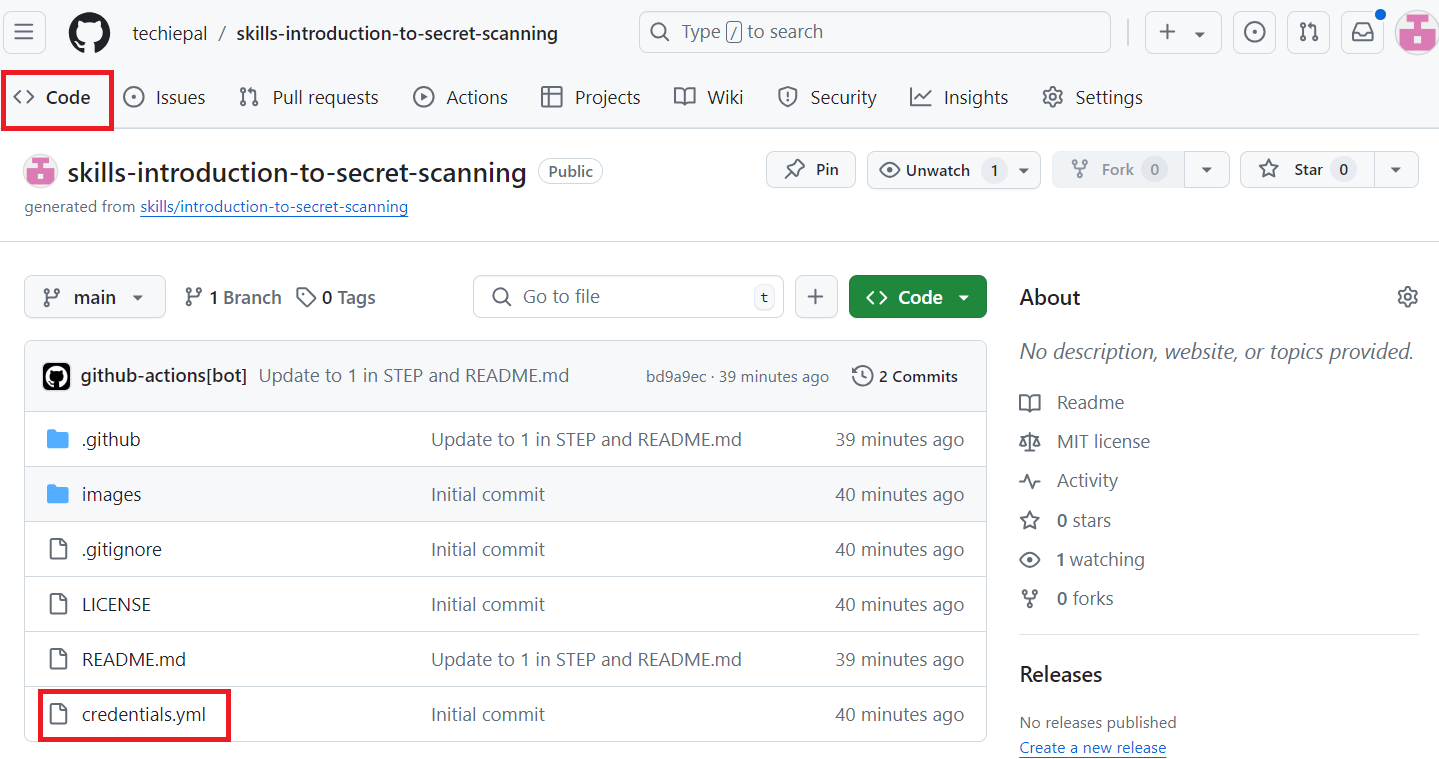 techiepal / skills-introduction-to-secret-scanning Type / to search
Code Issues Pull requests Actions Projects Wiki Security Insights Settings
skills-introduction-to-secret-scanning Public Pin Unwatch 1 Fork 0 Star 0
generated from skills/introduction-to-secret-scanning
main 1 Branch 0 Tags Go to file t Code
github-actions[bot] Update to 1 in STEP and README.md bd9a9ec · 39 minutes ago 2 Commits
.github Update to 1 in STEP and README.md 39 minutes ago
images Initial commit 40 minutes ago
.gitignore Initial commit 40 minutes ago
LICENSE Initial commit 40 minutes ago
README.md Update to 1 in STEP and README.md 39 minutes ago
credentials.yml Initial commit 40 minutes ago
About
No description, website, or topics provided.
Readme
MIT license
Activity
0 stars
1 watching
0 forks
Releases
No releases published
Create a new release